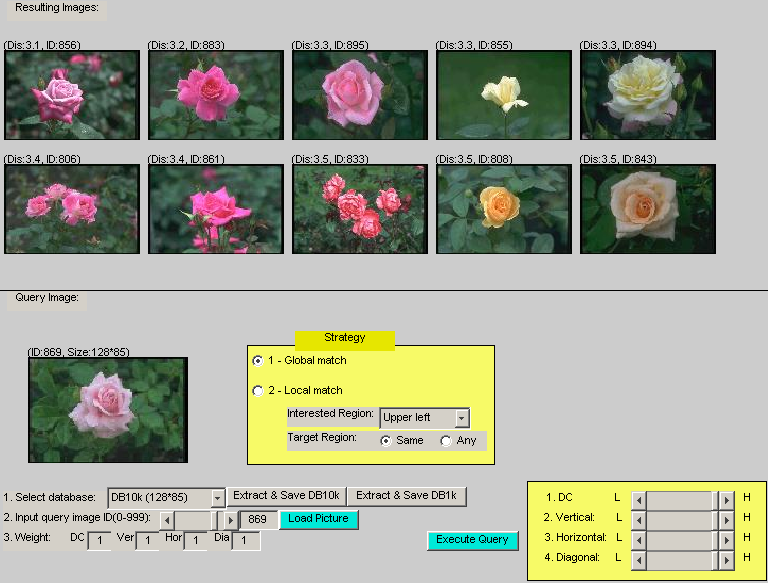 Resulting Images:
(Dis:3.1, ID:856) (Dis:3.2, ID:883) (Dis:3.3, ID:895) (Dis:3.3, ID:855) (Dis:3.3, ID:894)
(Dis:3.4, ID:806) (Dis:3.4, ID:861) (Dis:3.5, ID:833) (Dis:3.5, ID:808) (Dis:3.5, ID:843)
Query Image:
(ID:869, Size:128*85)
Strategy
1 - Global match
2 - Local match
Interested Region: Upper left
Target Region: Same Any
1. Select database: DB10k (128*85) Extract & Save DB10k Extract & Save DB1k
2. Input query image ID(0-999): 869 Load Picture
3. Weight: DC 1 Ver 1 Hor 1 Dia 1 Execute Query
1. DC L H
2. Vertical: L H
3. Horizontal: L H
4. Diagonal: L H